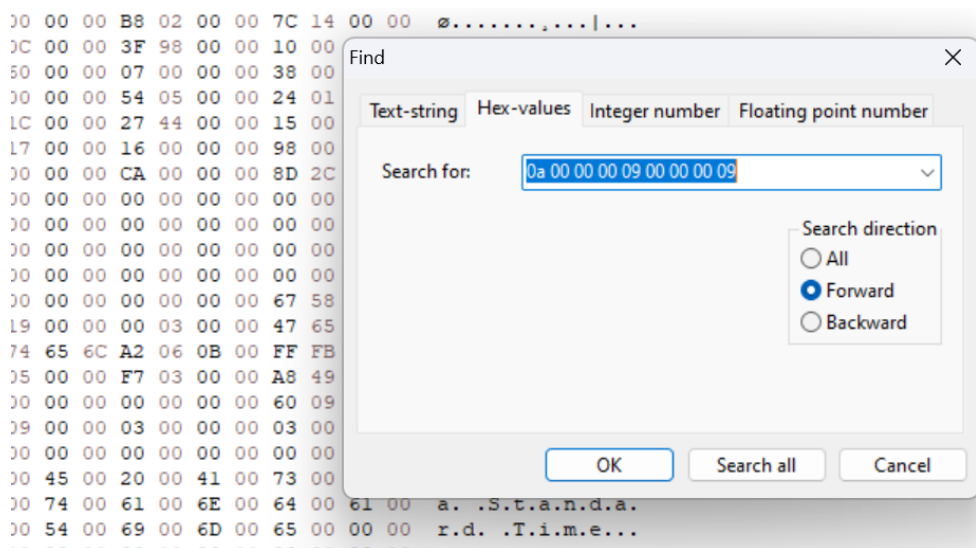 00 00 00 B8 02 00 00 7C 14 00 00 ø.......¸...|...
00 00 3F 98 00 00 10 00
Find
00 00 07 00 00 00 38 00
00 00 00 54 05 00 00 24 01
Text-string Hex-values Integer number Floating point number
1C 00 00 27 44 00 00 15 00
17 00 00 16 00 00 00 98 00
Search for: 0a 00 00 00 09 00 00 00 09
00 00 00 CA 00 00 00 8D 2C
00 00 00 00 00 00 00 00 00
00 00 00 00 00 00 00 00 00
Search direction
00 00 00 00 00 00 00 00 00
All
00 00 00 00 00 00 00 00 00
Forward
00 00 00 00 00 00 00 67 58
19 00 00 00 03 00 00 47 65
Backward
74 65 6C A2 06 0B 00 FF FB
05 00 00 F7 03 00 00 A8 49
00 00 00 00 00 00 00 60 09
09 00 00 03 00 00 00 03 00
00 00 00 00 00 00 00 00 00
OK Search all Cancel
00 45 00 20 00 41 00 73 00
00 74 00 61 00 6E 00 64 00 61 00 a. .S.t.a.n.d.a.
00 54 00 69 00 6D 00 65 00 00 00 r.d. .T.i.m.e...